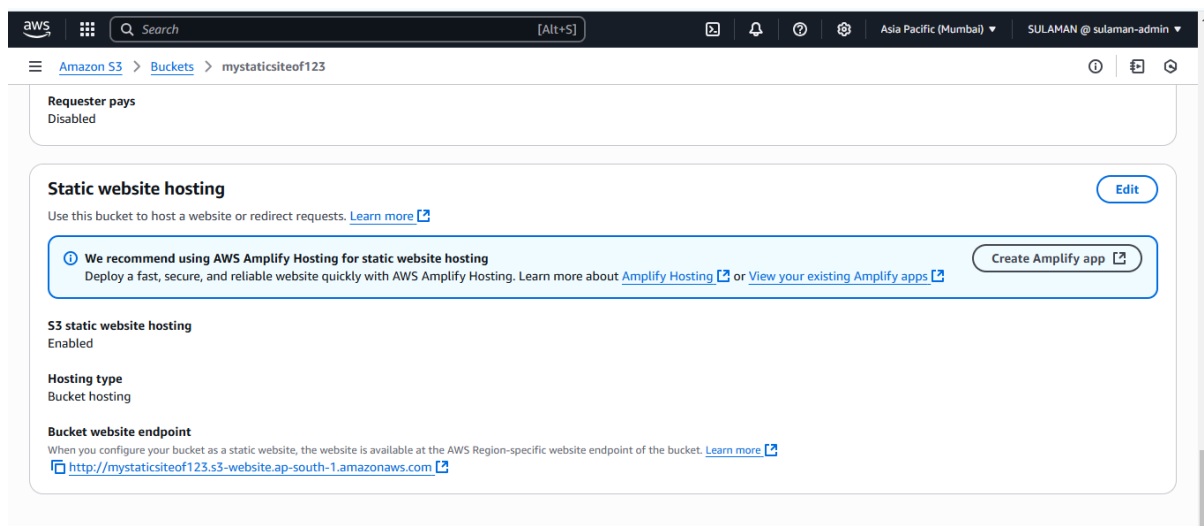 aws
Search [Alt+S] Asia Pacific (Mumbai) ▼ SULAMAN @ sulaman-admin ▼
Amazon S3 > Buckets > mystaticsiteof123
Requester pays
Disabled
Static website hosting
Edit
Use this bucket to host a website or redirect requests. Learn more
We recommend using AWS Amplify Hosting for static website hosting
Create Amplify app
Deploy a fast, secure, and reliable website quickly with AWS Amplify Hosting. Learn more about Amplify Hosting or View your existing Amplify apps
S3 static website hosting
Enabled
Hosting type
Bucket hosting
Bucket website endpoint
When you configure your bucket as a static website, the website is available at the AWS Region-specific website endpoint of the bucket. Learn more
http://mystaticsiteof123.s3-website.ap-south-1.amazonaws.com